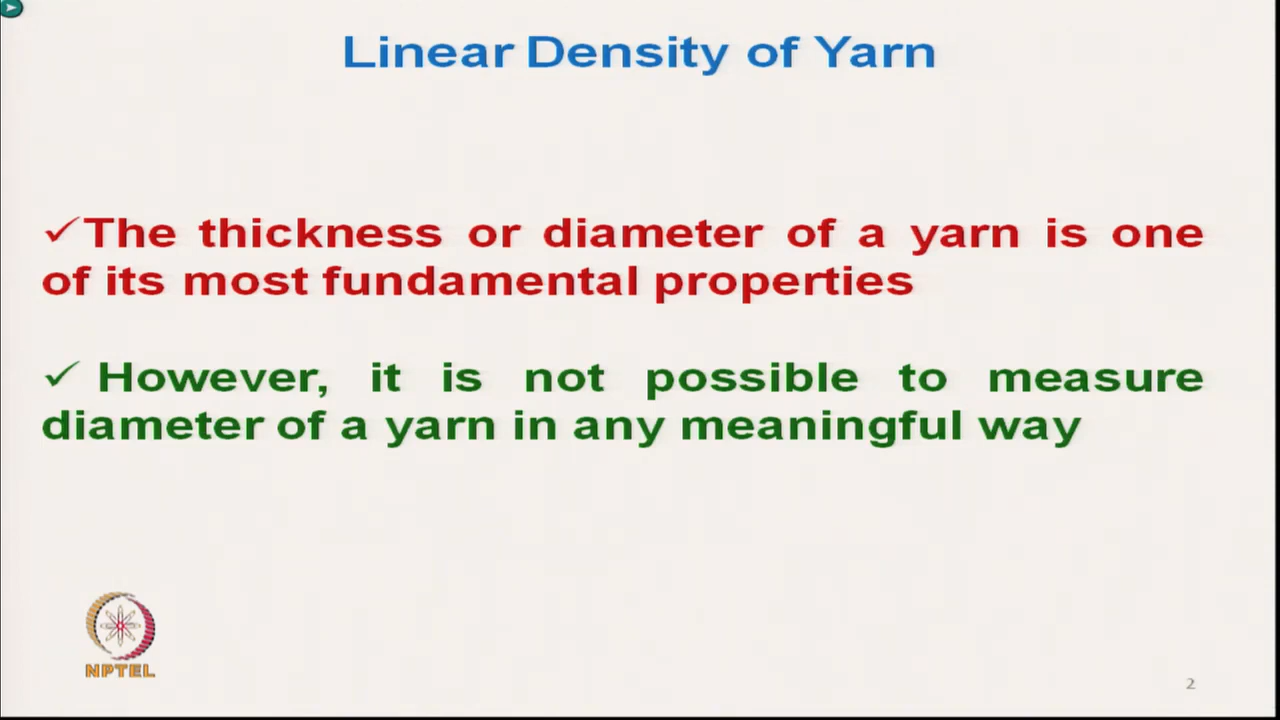 Linear Density of Yarn
✓The thickness or diameter of a yarn is one
of its most fundamental properties
✓ However, it is not possible to measure
diameter of a yarn in any meaningful way
NPTEL
2